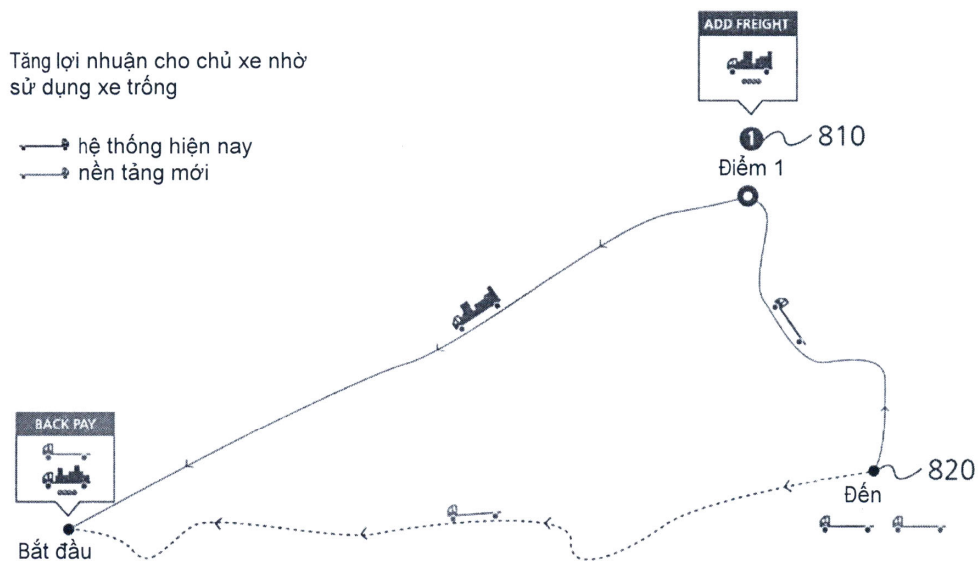 Tăng lợi nhuận cho chủ xe nhờ
sử dụng xe trống
hệ thống hiện nay
nền tảng mới
ADD FREIGHT
1
810
Điểm 1
BACK PAY
Bắt đầu
820
Đến